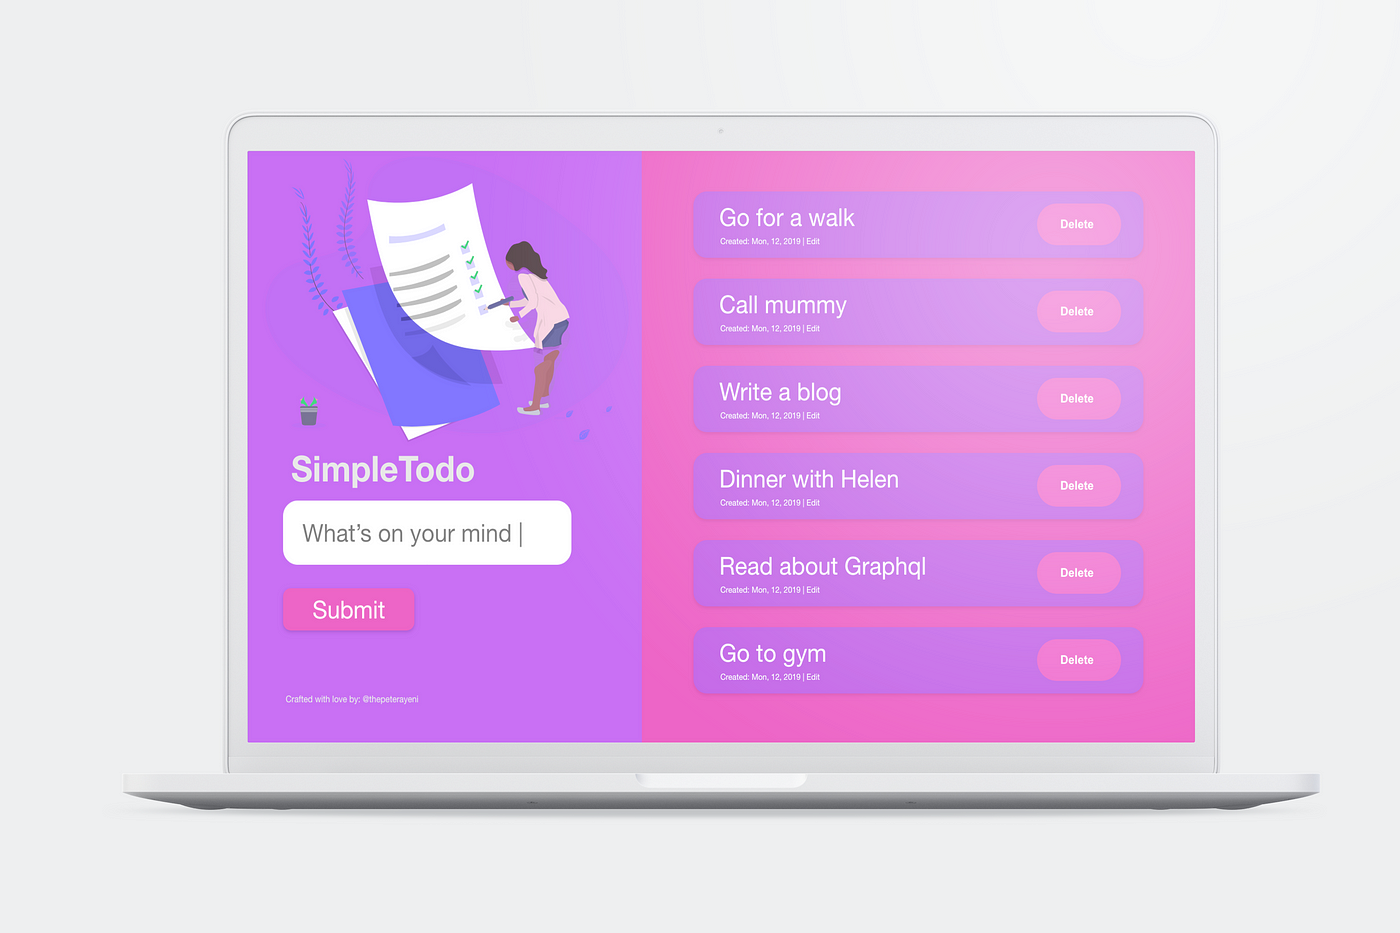 SimpleTodo
What's on your mind |
Submit
Crafted with love by: @thepeterayeni
Go for a walk
Created: Mon, 12, 2019 | Edit
Delete
Call mummy
Created: Mon, 12, 2019 | Edit
Delete
Write a blog
Created: Mon, 12, 2019 | Edit
Delete
Dinner with Helen
Created: Mon, 12, 2019 | Edit
Delete
Read about Graphql
Created: Mon, 12, 2019 | Edit
Delete
Go to gym
Created: Mon, 12, 2019 | Edit
Delete